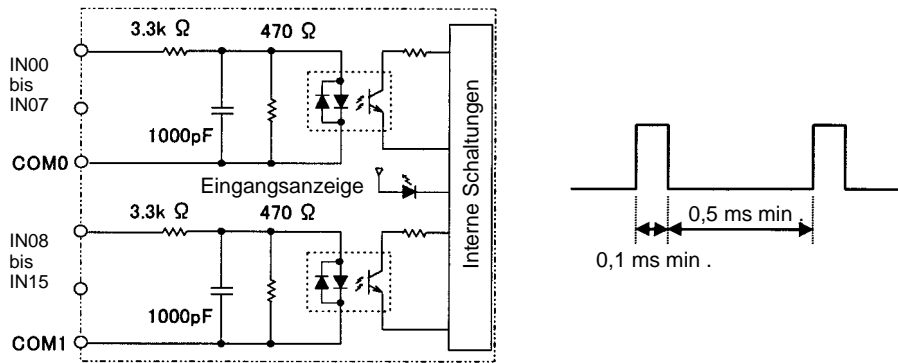 3.3k Ω 470 Ω
IN00
bis
IN07
1000pF
COM0
Eingangsanzeige
3.3k Ω 470 Ω
IN08
bis
IN15
1000pF
COM1
Interne Schaltungen
0,5 ms min .
0,1 ms min .